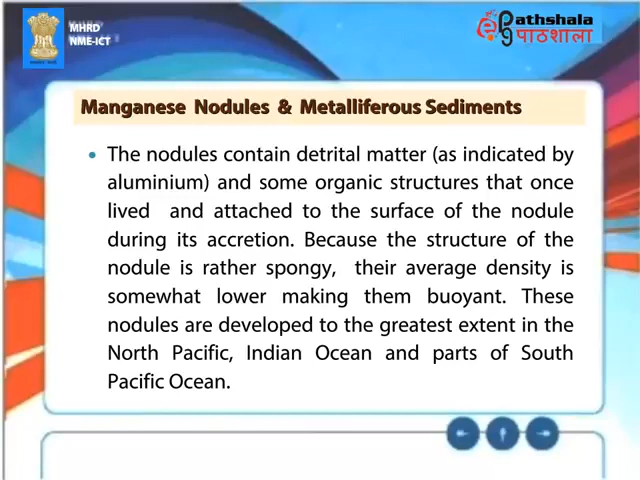 MHRD
NME-ICT
Pathshala
पाठशाला
Manganese Nodules & Metalliferous Sediments
• The nodules contain detrital matter (as indicated by
aluminium) and some organic structures that once
lived and attached to the surface of the nodule
during its accretion. Because the structure of the
nodule is rather spongy, their average density is
somewhat lower making them buoyant. These
nodules are developed to the greatest extent in the
North Pacific, Indian Ocean and parts of South
Pacific Ocean.